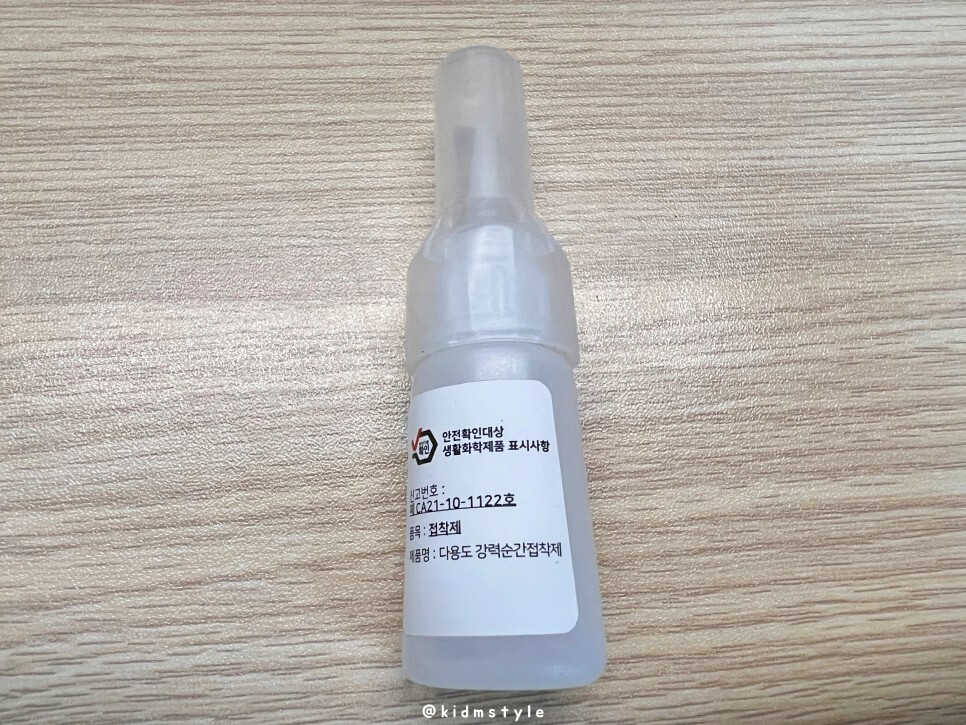 확인
안전확인대상
생활화학제품 표시사항
신고번호 :
제 CA21-10-1122호
품목 : 접착제
제품명 : 다용도 강력순간접착제
@kidmstyle